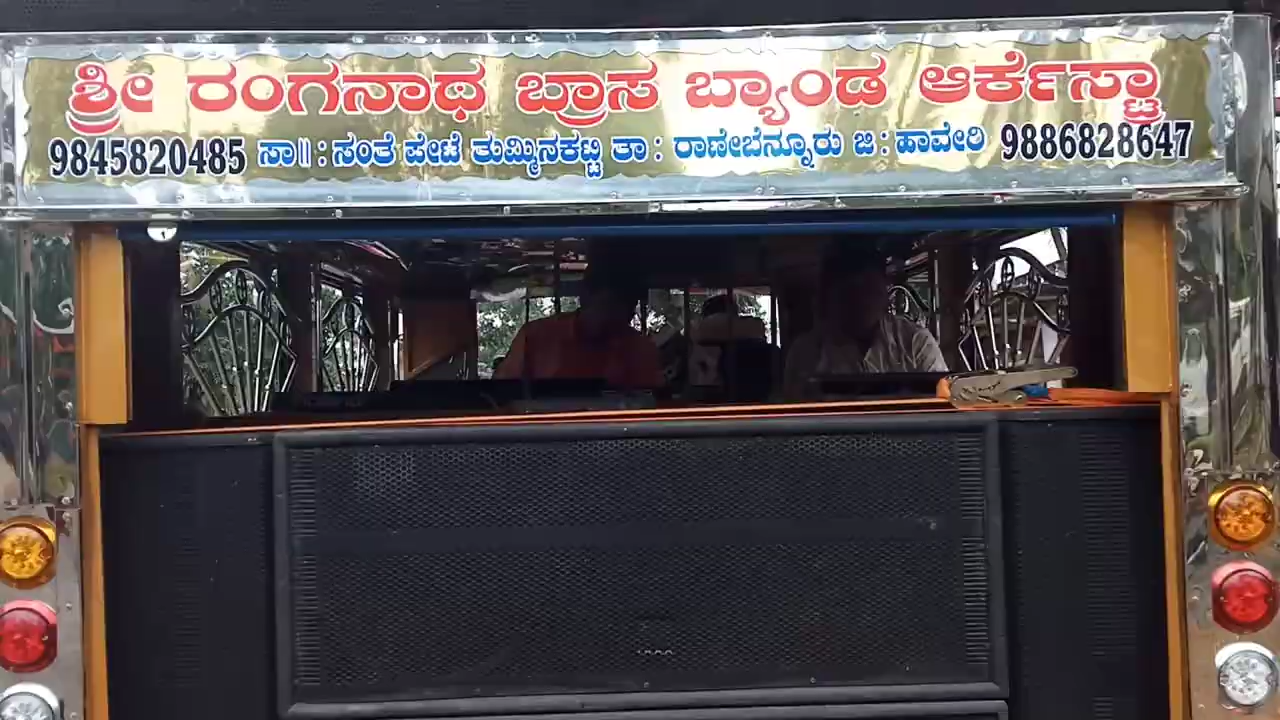 ಶ್ರೀ ರಂಗನಾಥ ಬ್ರಾಸ ಬ್ಯಾಂಡ ಆರ್ಕೆಸ್ಟ್ರಾ
9845820485 ಸಾ॥ : ಸಂತೆ ಪೇಟೆ ತುಮ್ಮಿನಕಟ್ಟಿ ತಾ : ರಾಣೇಬೆನ್ನೂರು ಜಿ : ಹಾವೇರಿ 9886828647